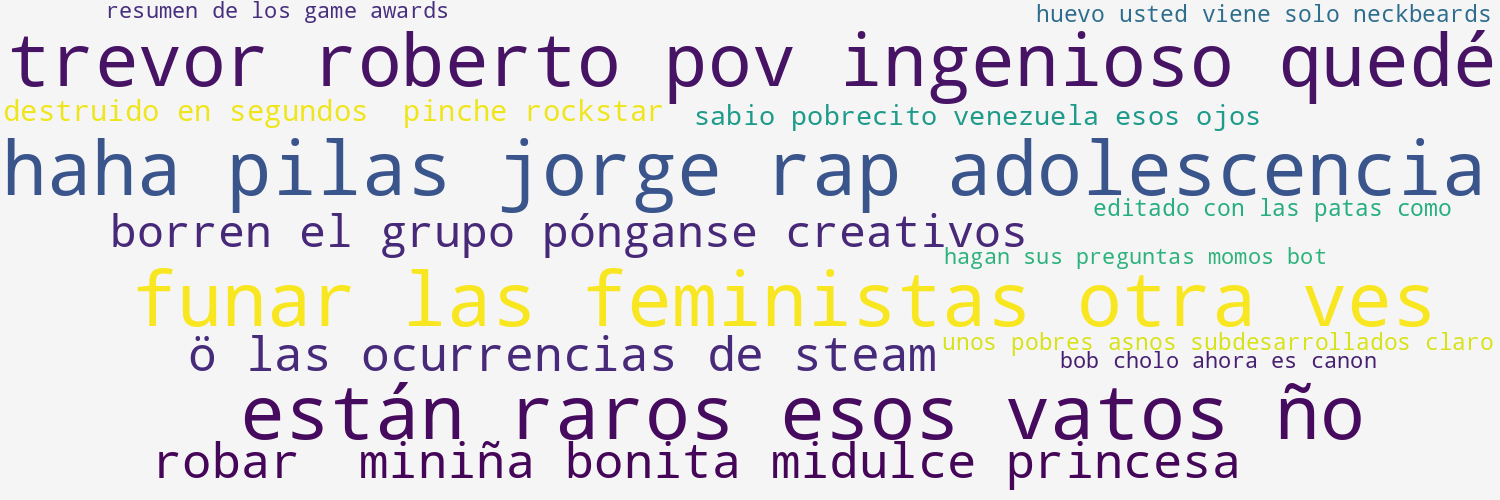 resumen de los game awards
huevo usted viene solo neckbeards
trevor roberto pov ingenioso quedé
destruido en segundos pinche rockstar
sabio pobrecito venezuela esos ojos
haha pilas jorge rap adolescencia
editado con las patas como
borren el grupo pónganse creativos
hagan sus preguntas momos bot
funar las feministas otra ves
unos pobres asnos subdesarrollados claro
ö las ocurrencias de steam
bob cholo ahora es canon
están raros esos vatos ño
robar miniña bonita midulce princesa